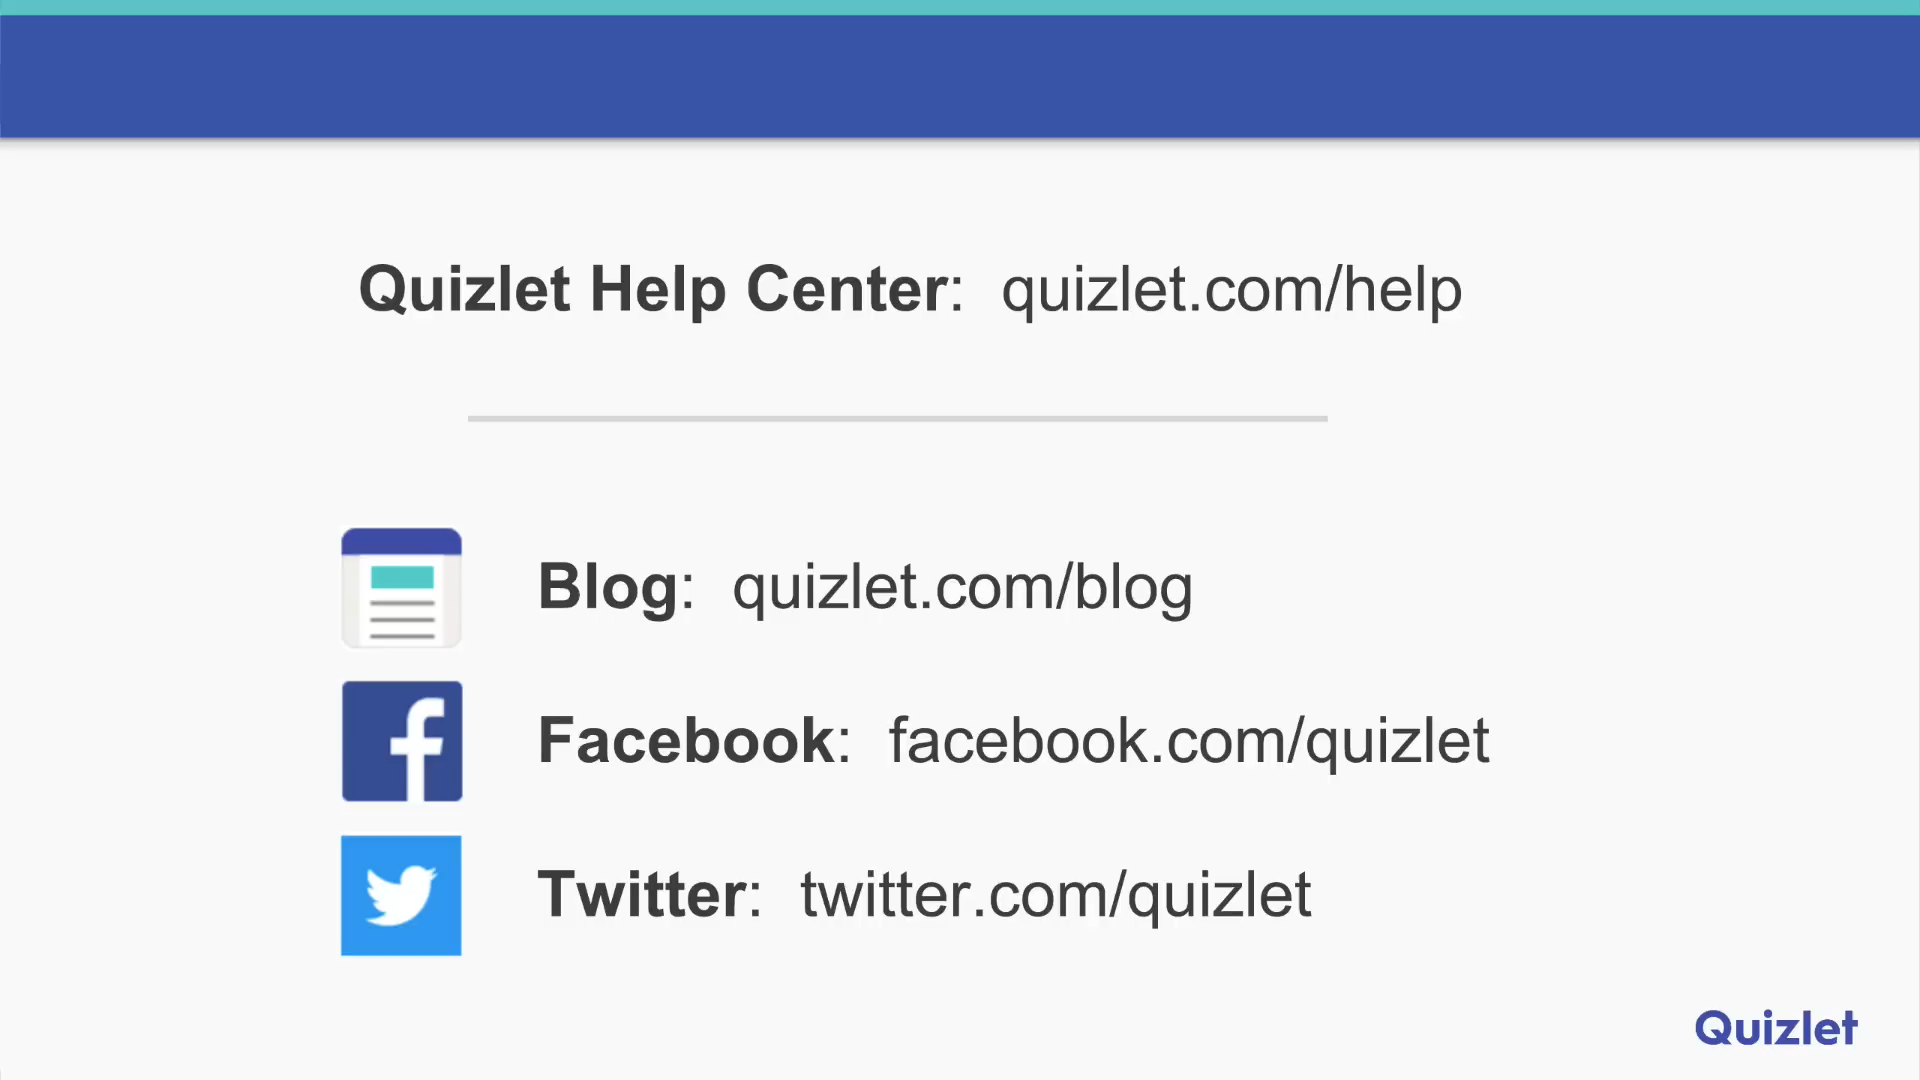 Quizlet Help Center: quizlet.com/help
Blog: quizlet.com/blog
Facebook: facebook.com/quizlet
Twitter: twitter.com/quizlet
Quizlet